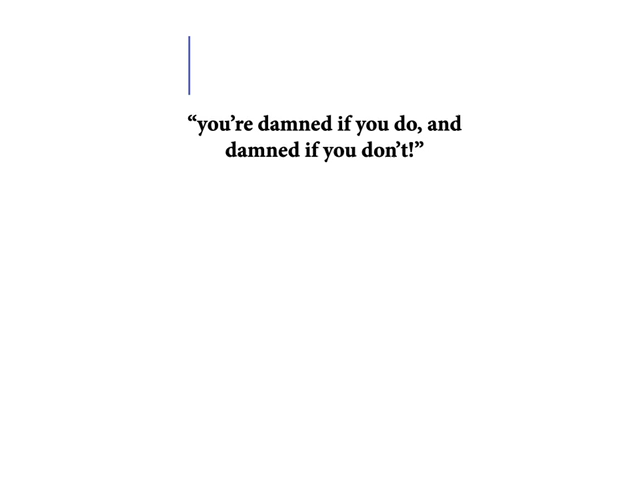 “you’re damned if you do, and
damned if you don’t!”